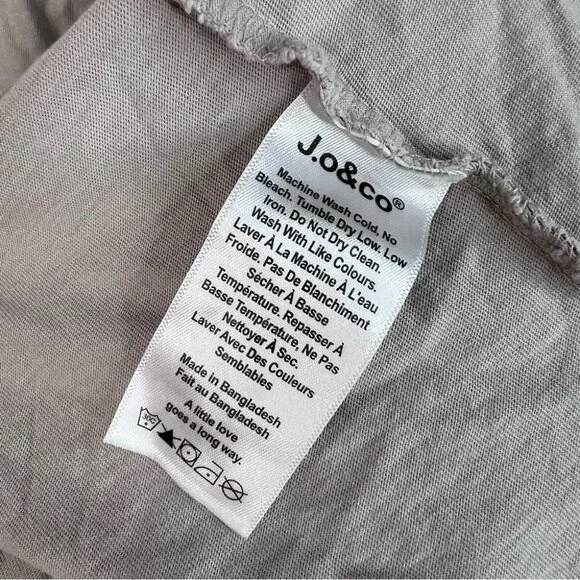 J.o&co®
Machine Wash Cold. No
Bleach. Tumble Dry Low. Low
Iron. Do Not Dry Clean.
Wash With Like Colours.
Laver À La Machine À L'eau
Froide. Pas De Blanchiment
Sécher À Basse
Température. Repasser À
Basse Température, Ne Pas
Nettoyer À Sec.
Laver Avec Des Couleurs
Semblables
Made in Bangladesh
Fait au Bangladesh
A little love
goes a long way.
30C